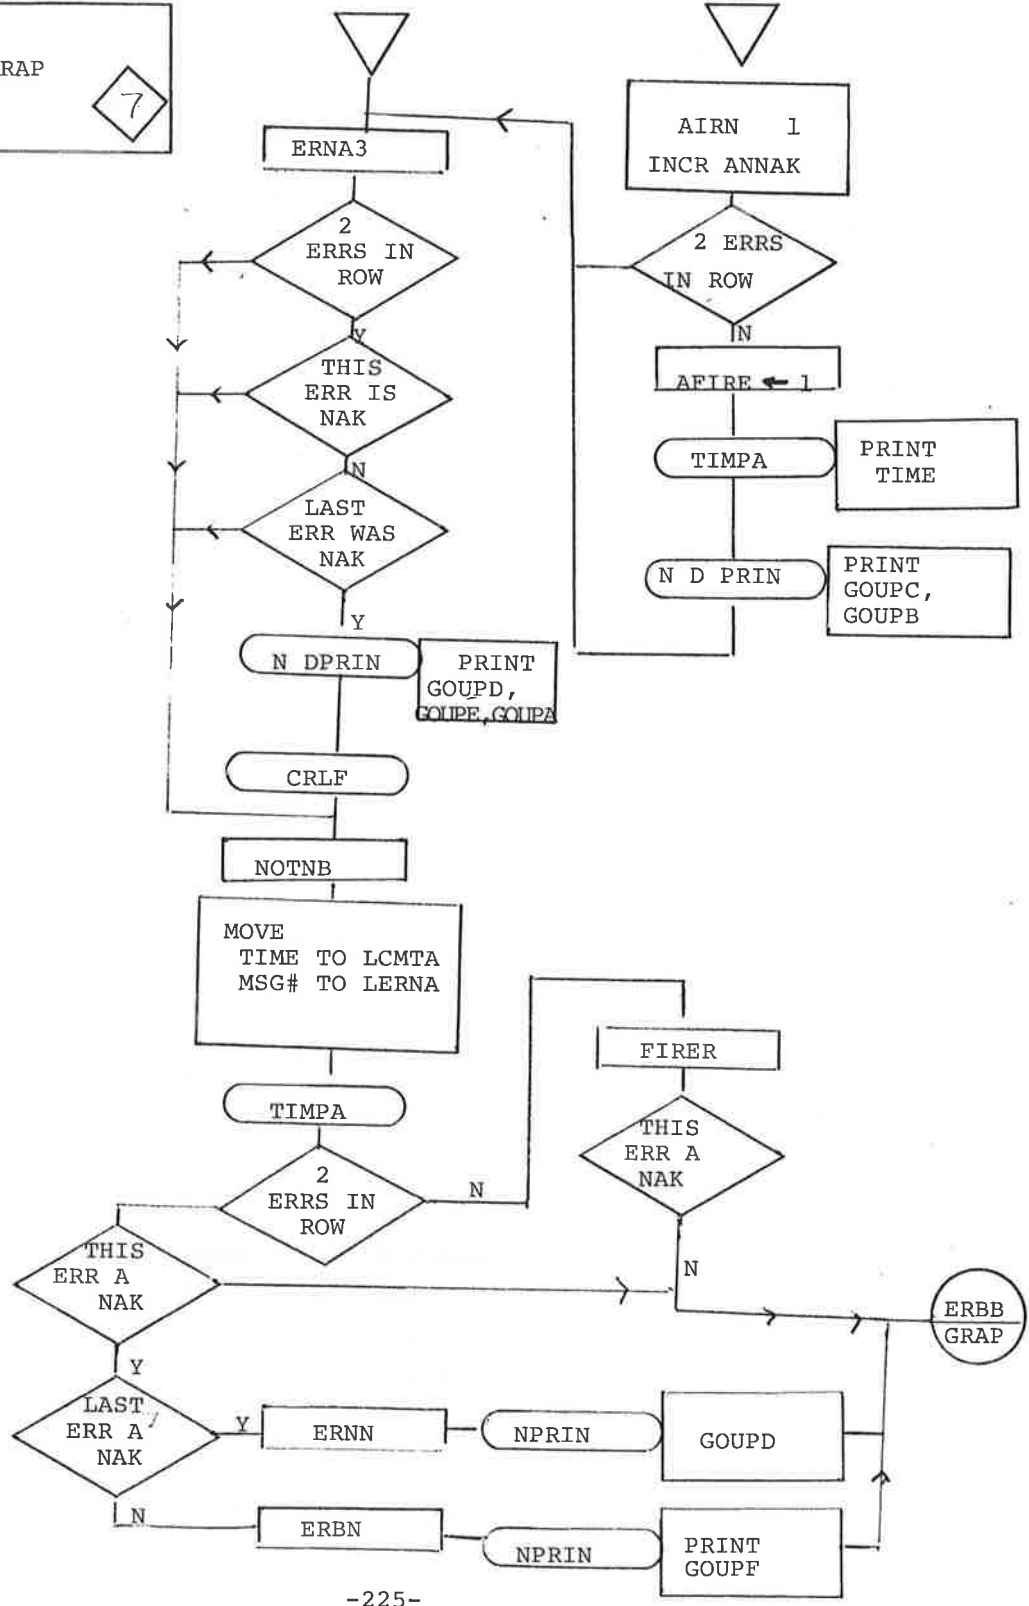 RAP
7
ERNA3
2
ERRS IN
ROW
Y
THIS
ERR IS
NAK
N
LAST
ERR WAS
NAK
Y
N DPRIN
PRINT
GOUPD,
GOUPE,GOUPA
CRLF
NOTNB
MOVE
TIME TO LCMTA
MSG# TO LERNA
TIMPA
2
ERRS IN
ROW
N
AIRN 1
INCR ANNAK
2 ERRS
IN ROW
N
AFIRE ← 1
TIMPA
PRINT
TIME
N D PRIN
PRINT
GOUPC,
GOUPB
FIRER
THIS
ERR A
NAK
N
THIS
ERR A
NAK
Y
LAST
ERR A
NAK
Y
ERNN
NPRIN
GOUPD
N
ERBN
NPRIN
PRINT
GOUPF
ERBB
GRAP
-225-